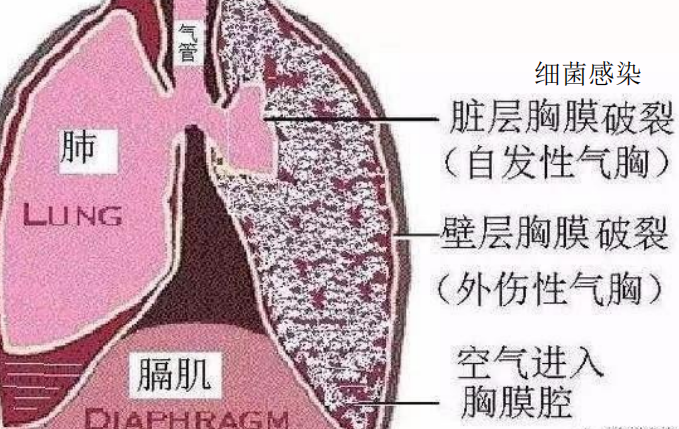 气管
细菌感染
脏层胸膜破裂
（自发性气胸）
肺
LUNG
壁层胸膜破裂
（外伤性气胸）
空气进入
胸膜腔
膈肌
DIAPHRAGM